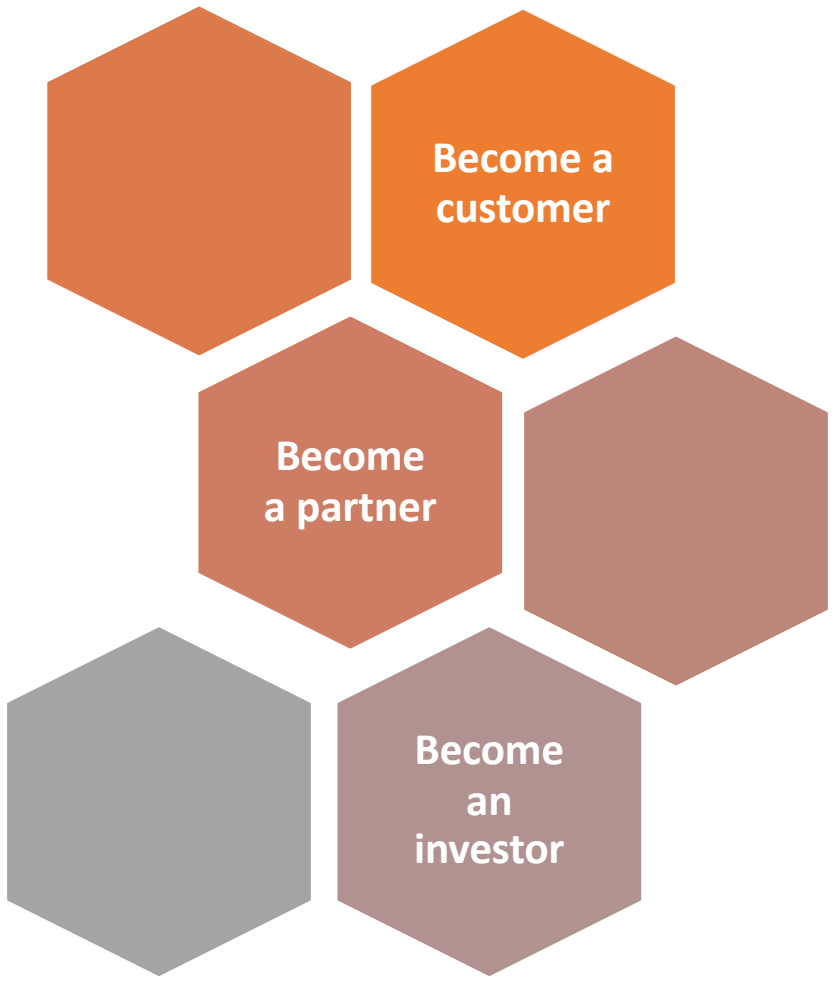 Become a
customer
Become
a partner
Become
an
investor